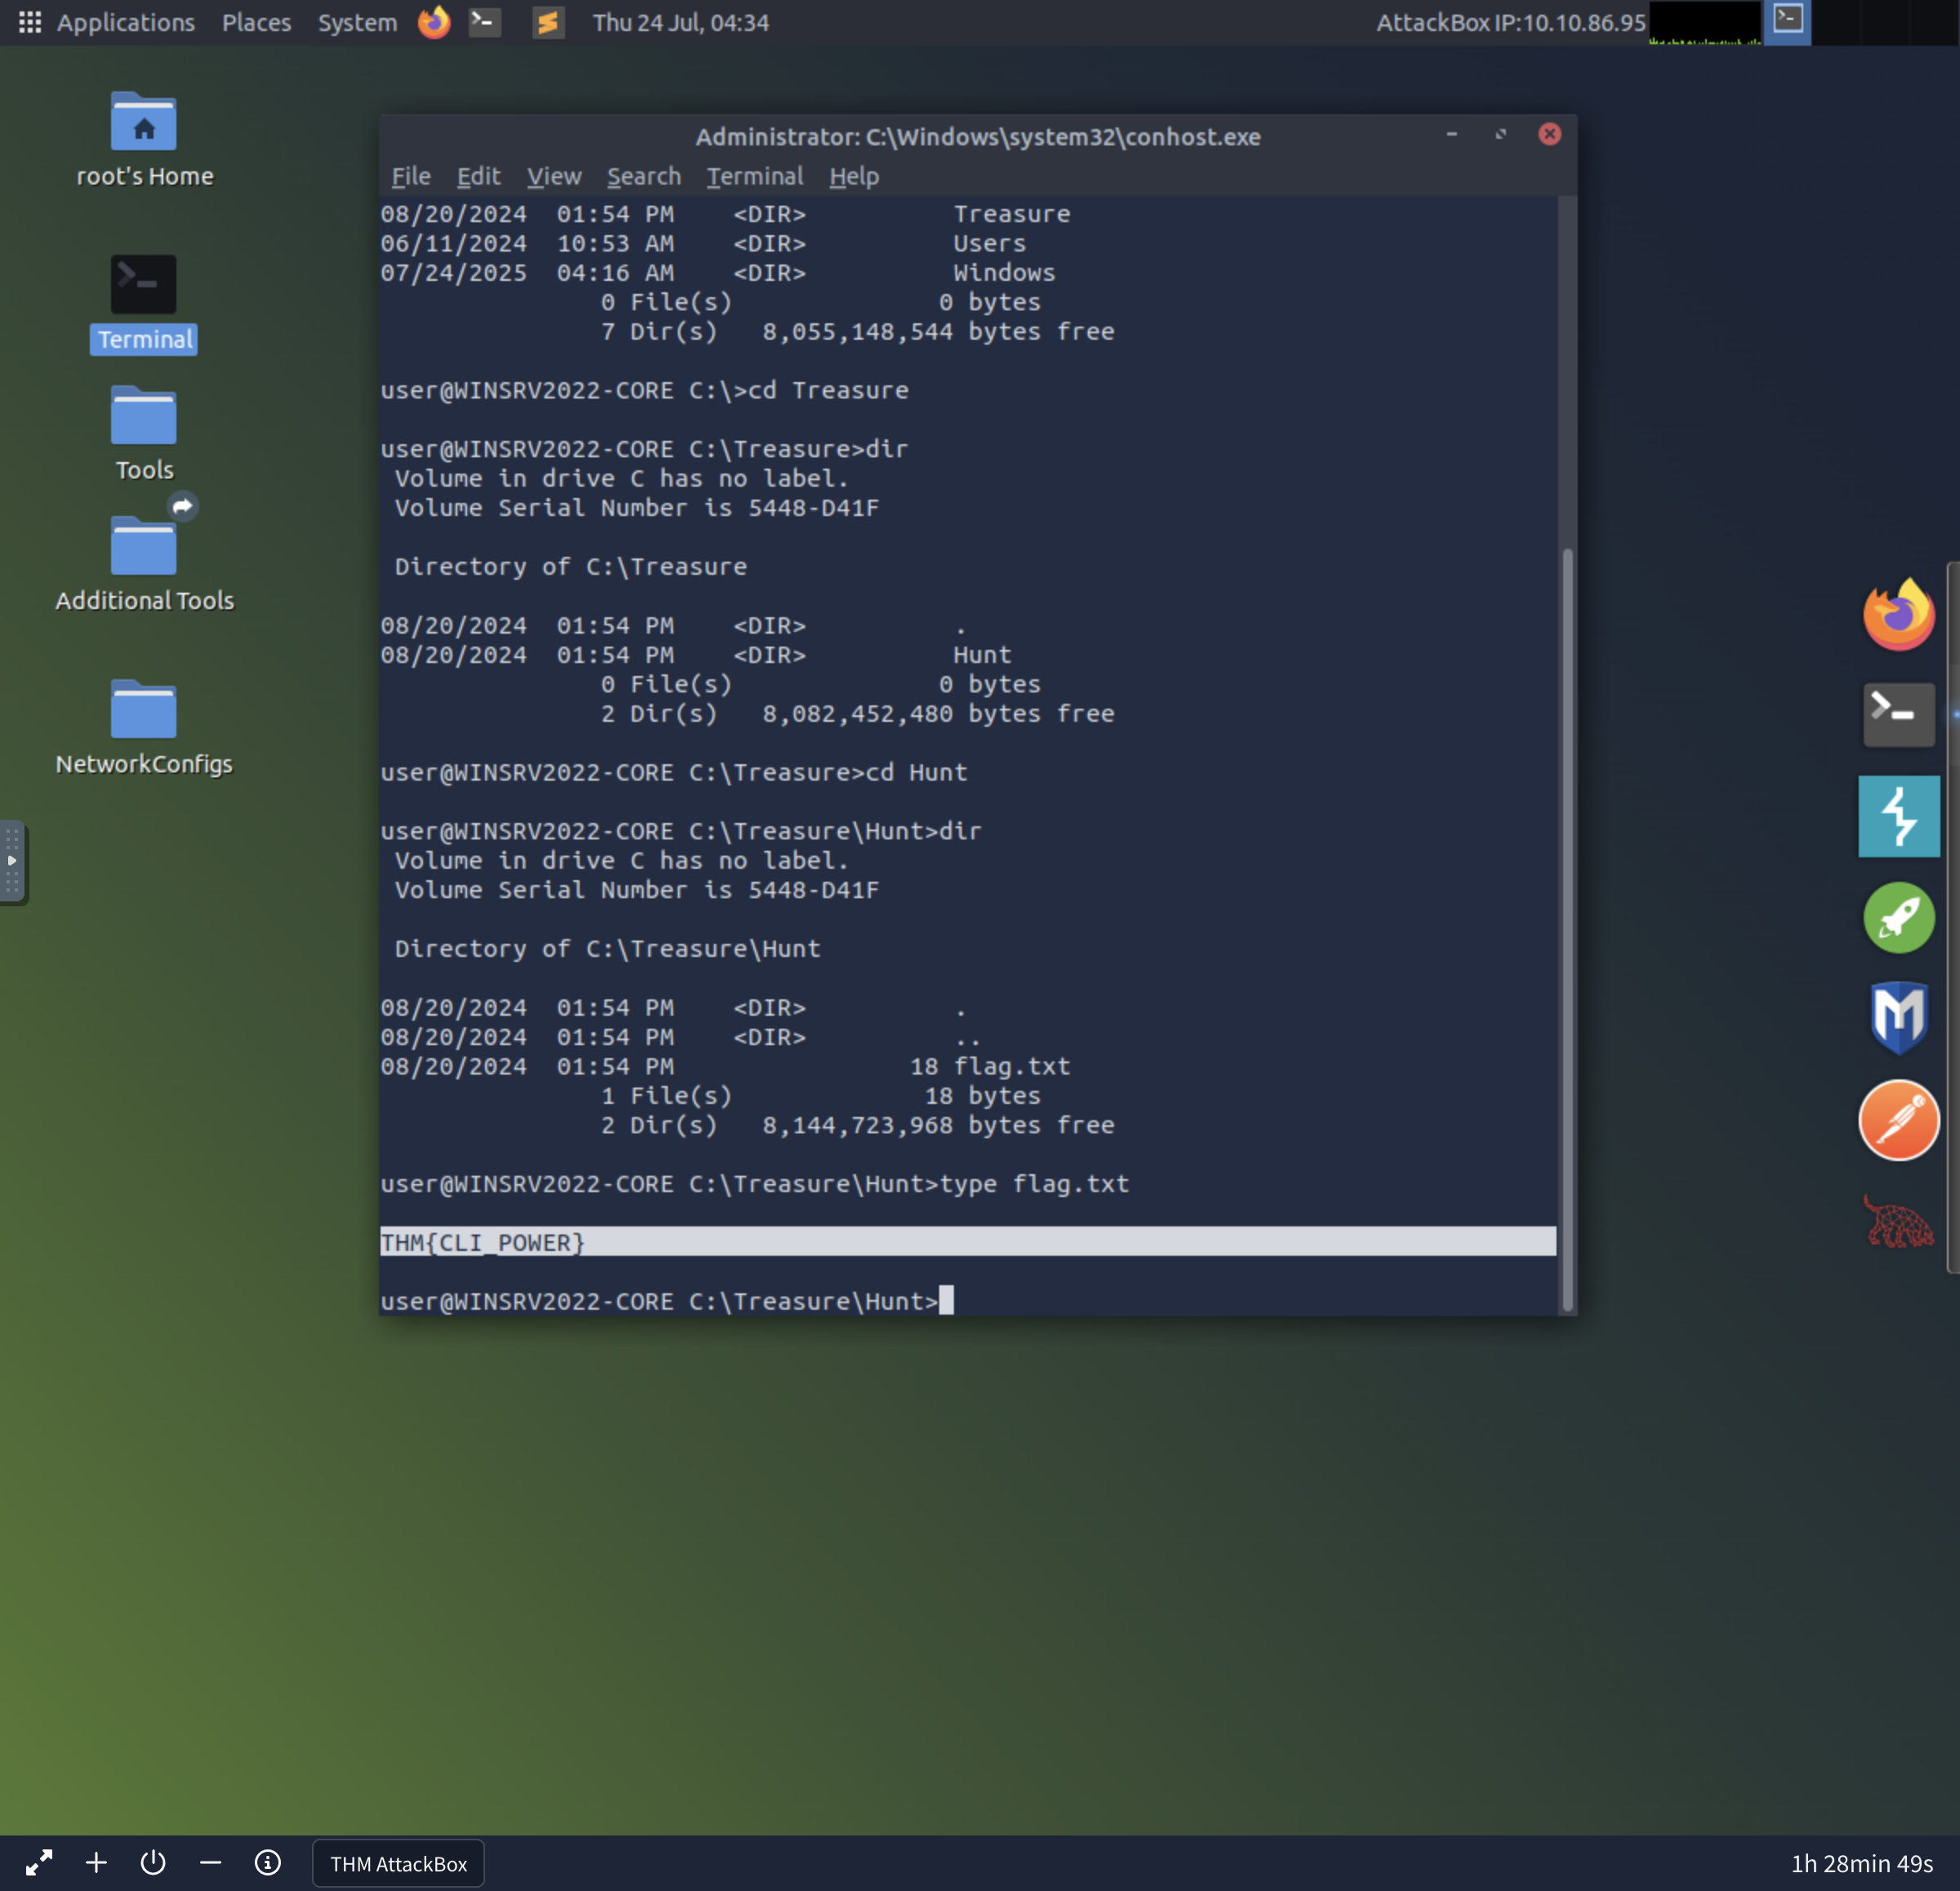 Applications Places System Thu 24 Jul, 04:34 AttackBox IP:10.10.86.95
root's Home
Terminal
Tools
Additional Tools
NetworkConfigs
Administrator: C:\Windows\system32\conhost.exe
File Edit View Search Terminal Help
08/20/2024  01:54 PM    <DIR>          Treasure
06/11/2024  10:53 AM    <DIR>          Users
07/24/2025  04:16 AM    <DIR>          Windows
               0 File(s)              0 bytes
               7 Dir(s)   8,055,148,544 bytes free
user@WINSRV2022-CORE C:\>cd Treasure
user@WINSRV2022-CORE C:\Treasure>dir
 Volume in drive C has no label.
 Volume Serial Number is 5448-D41F
 Directory of C:\Treasure
08/20/2024  01:54 PM    <DIR>          .
08/20/2024  01:54 PM    <DIR>          Hunt
               0 File(s)              0 bytes
               2 Dir(s)   8,082,452,480 bytes free
user@WINSRV2022-CORE C:\Treasure>cd Hunt
user@WINSRV2022-CORE C:\Treasure\Hunt>dir
 Volume in drive C has no label.
 Volume Serial Number is 5448-D41F
 Directory of C:\Treasure\Hunt
08/20/2024  01:54 PM    <DIR>          .
08/20/2024  01:54 PM    <DIR>          ..
08/20/2024  01:54 PM                18 flag.txt
               1 File(s)             18 bytes
               2 Dir(s)   8,144,723,968 bytes free
user@WINSRV2022-CORE C:\Treasure\Hunt>type flag.txt
THM{CLI_POWER}
user@WINSRV2022-CORE C:\Treasure\Hunt>
THM AttackBox 1h 28min 49s